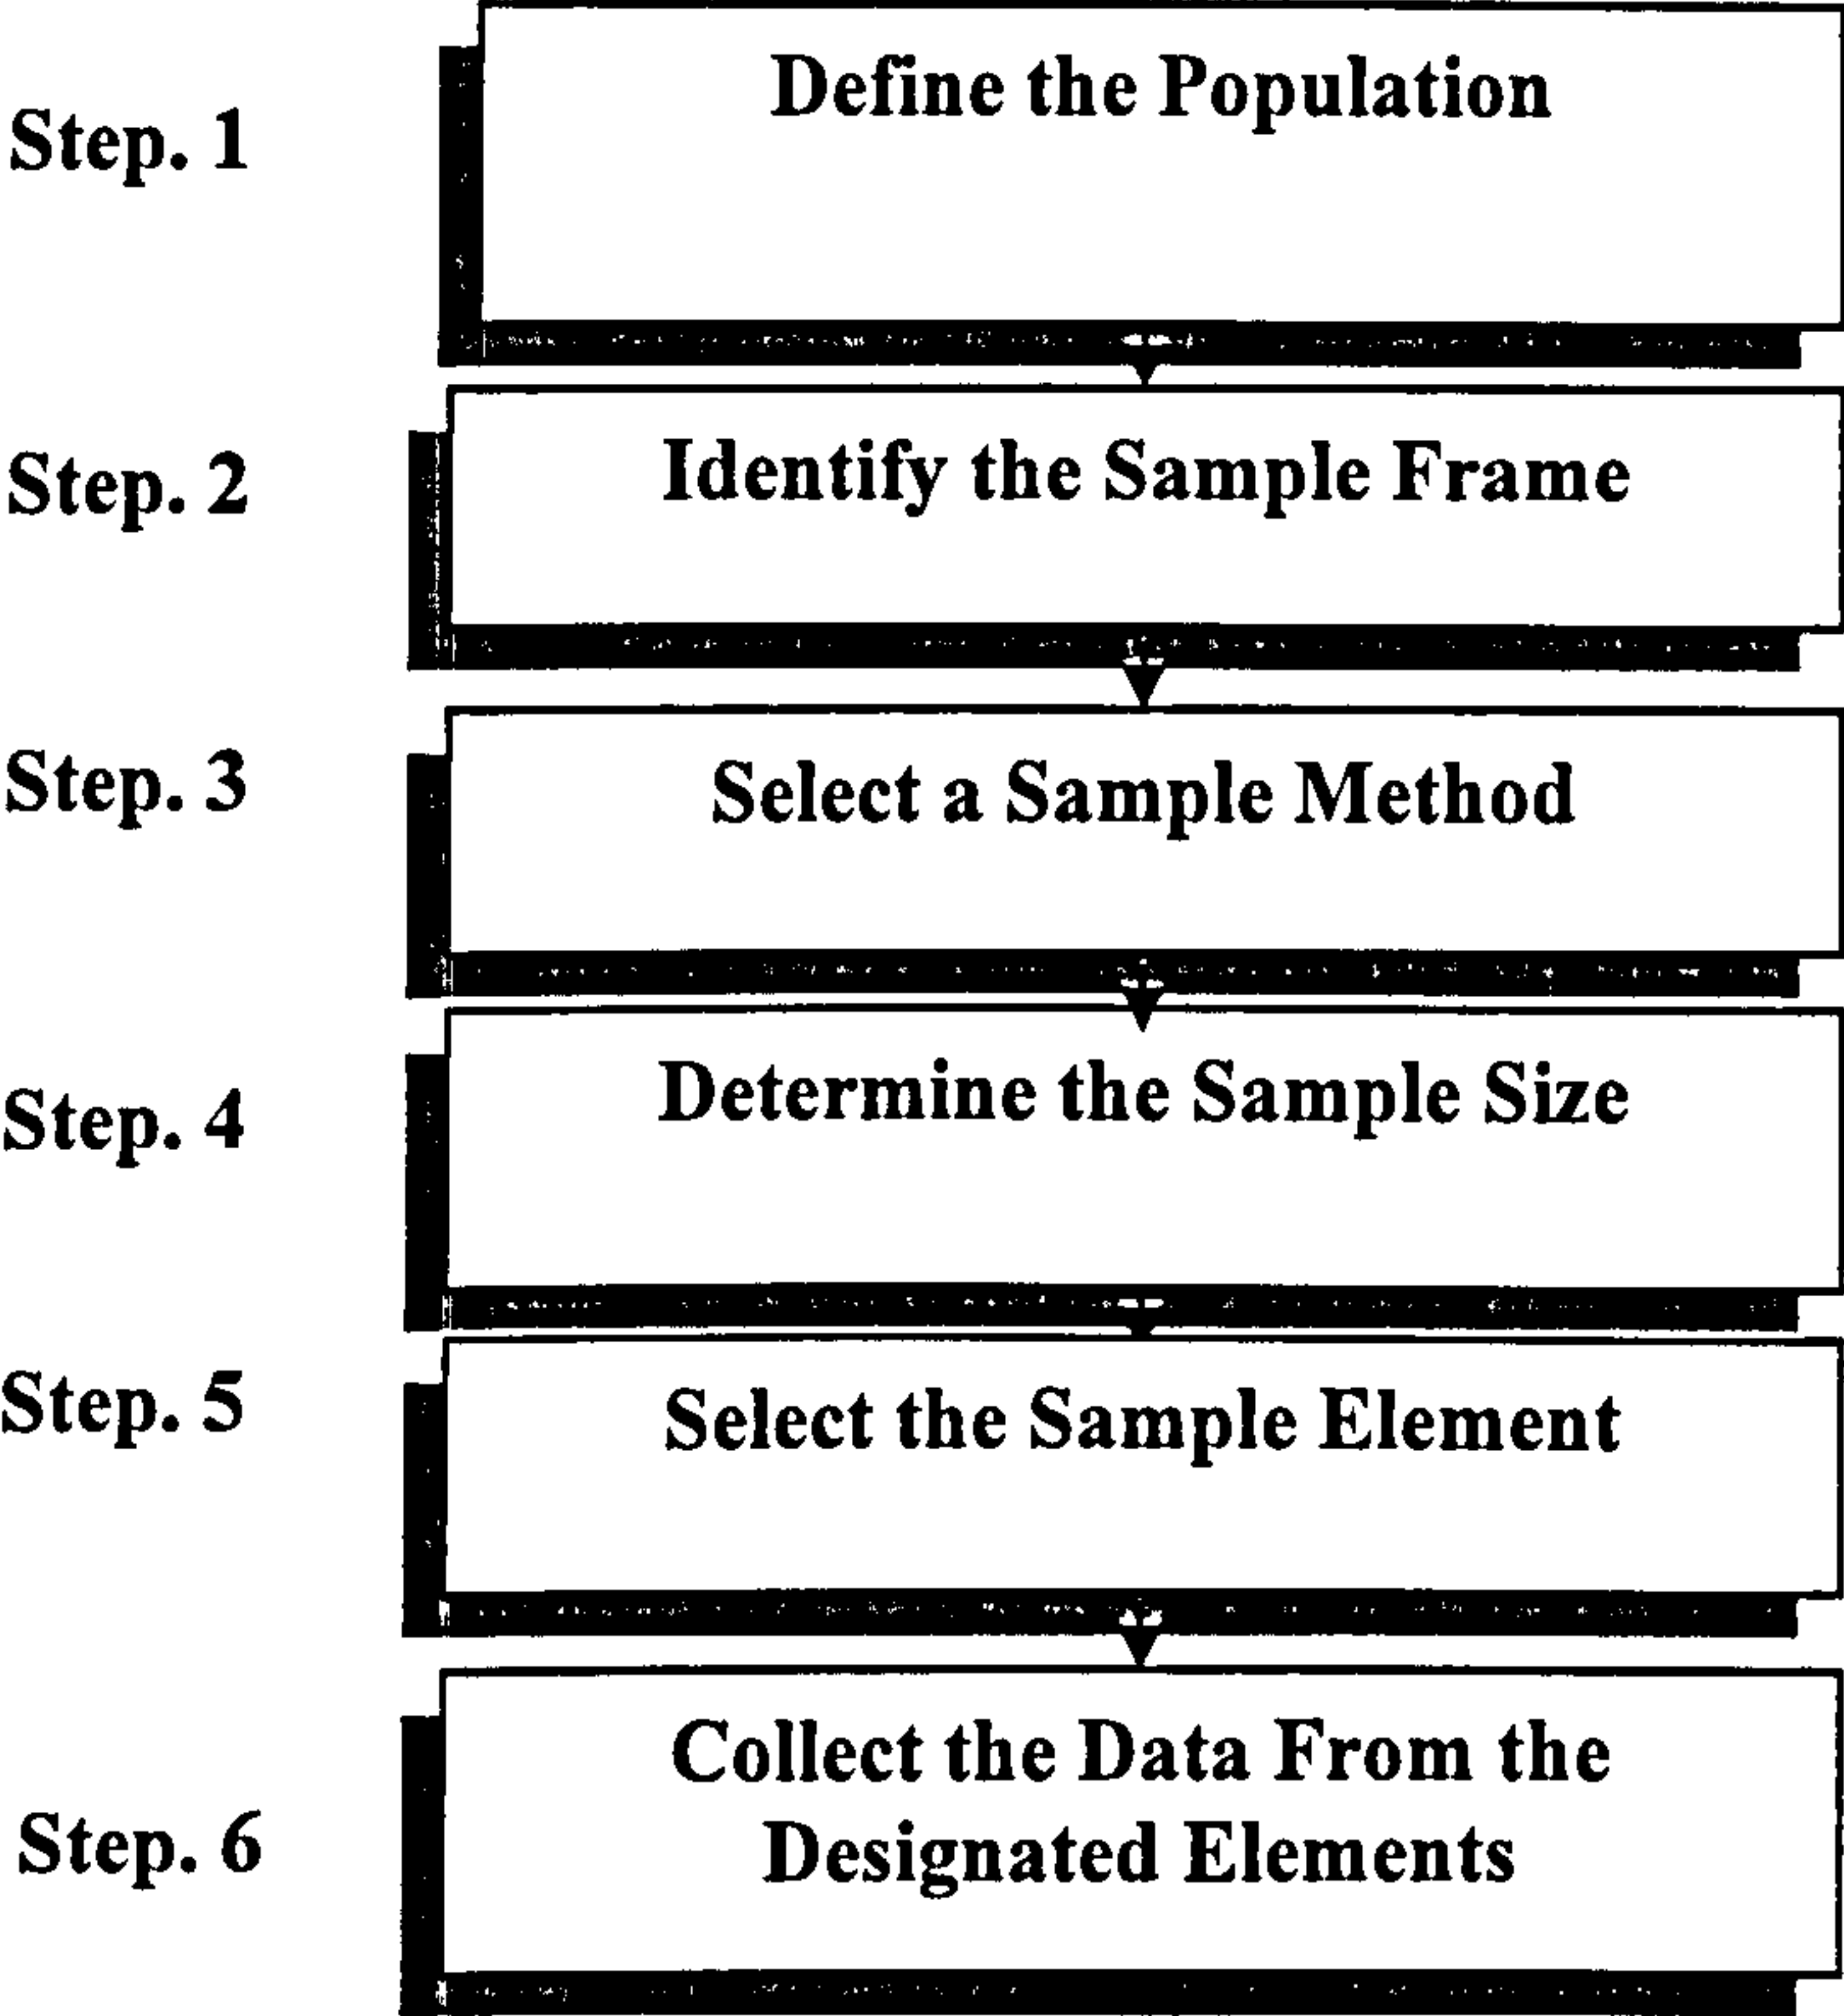 Step. 1
Define the Population
Step. 2
Identify the Sample Frame
Step. 3
Select a Sample Method
Step. 4
Determine the Sample Size
Step. 5
Select the Sample Element
Step. 6
Collect the Data From the
Designated Elements